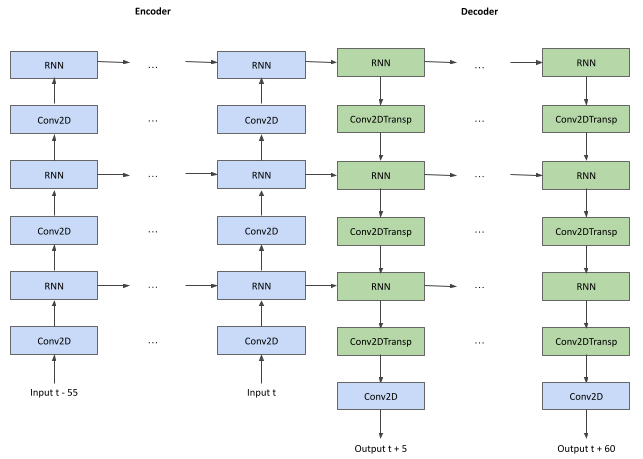 Encoder Decoder
RNN ... RNN RNN ... RNN
Conv2D ... Conv2D Conv2DTransp ... Conv2DTransp
RNN ... RNN RNN ... RNN
Conv2D ... Conv2D Conv2DTransp ... Conv2DTransp
RNN ... RNN RNN ... RNN
Conv2D ... Conv2D Conv2DTransp ... Conv2DTransp
Input t - 55 Input t Conv2D Conv2D
Output t + 5 Output t + 60